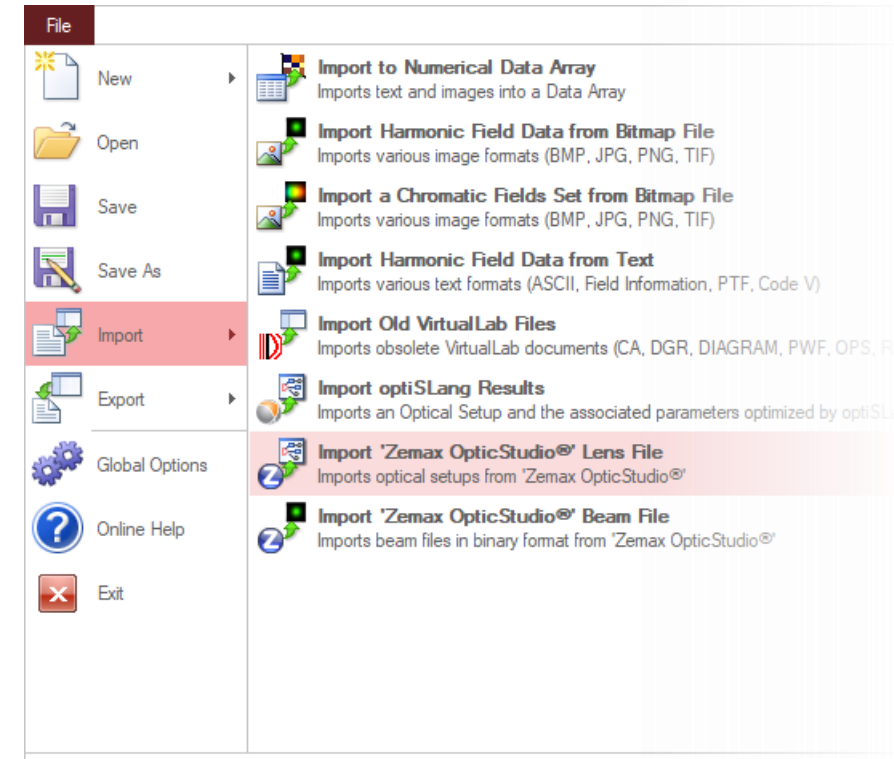 File
New
Open
Save
Save As
Import
Export
Global Options
Online Help
Exit
Import to Numerical Data Array
Imports text and images into a Data Array
Import Harmonic Field Data from Bitmap File
Imports various image formats (BMP, JPG, PNG, TIF)
Import a Chromatic Fields Set from Bitmap File
Imports various image formats (BMP, JPG, PNG, TIF)
Import Harmonic Field Data from Text
Imports various text formats (ASCII, Field Information, PTF, Code V)
Import Old VirtualLab Files
Imports obsolete VirtualLab documents (CA, DGR, DIAGRAM, PWF, OPS, R
Import optiSLang Results
Imports an Optical Setup and the associated parameters optimized by optiSL
Import 'Zemax OpticStudio®' Lens File
Imports optical setups from 'Zemax OpticStudio®'
Import 'Zemax OpticStudio®' Beam File
Imports beam files in binary format from 'Zemax OpticStudio®'